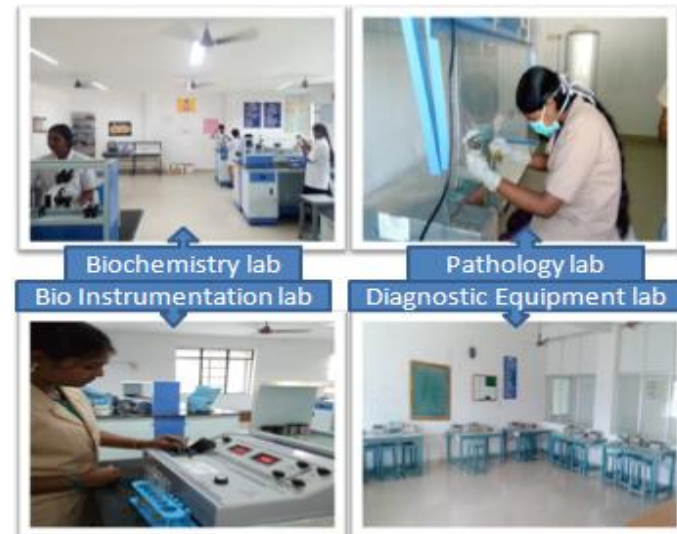 Biochemistry lab
Pathology lab
Bio Instrumentation lab
Diagnostic Equipment lab